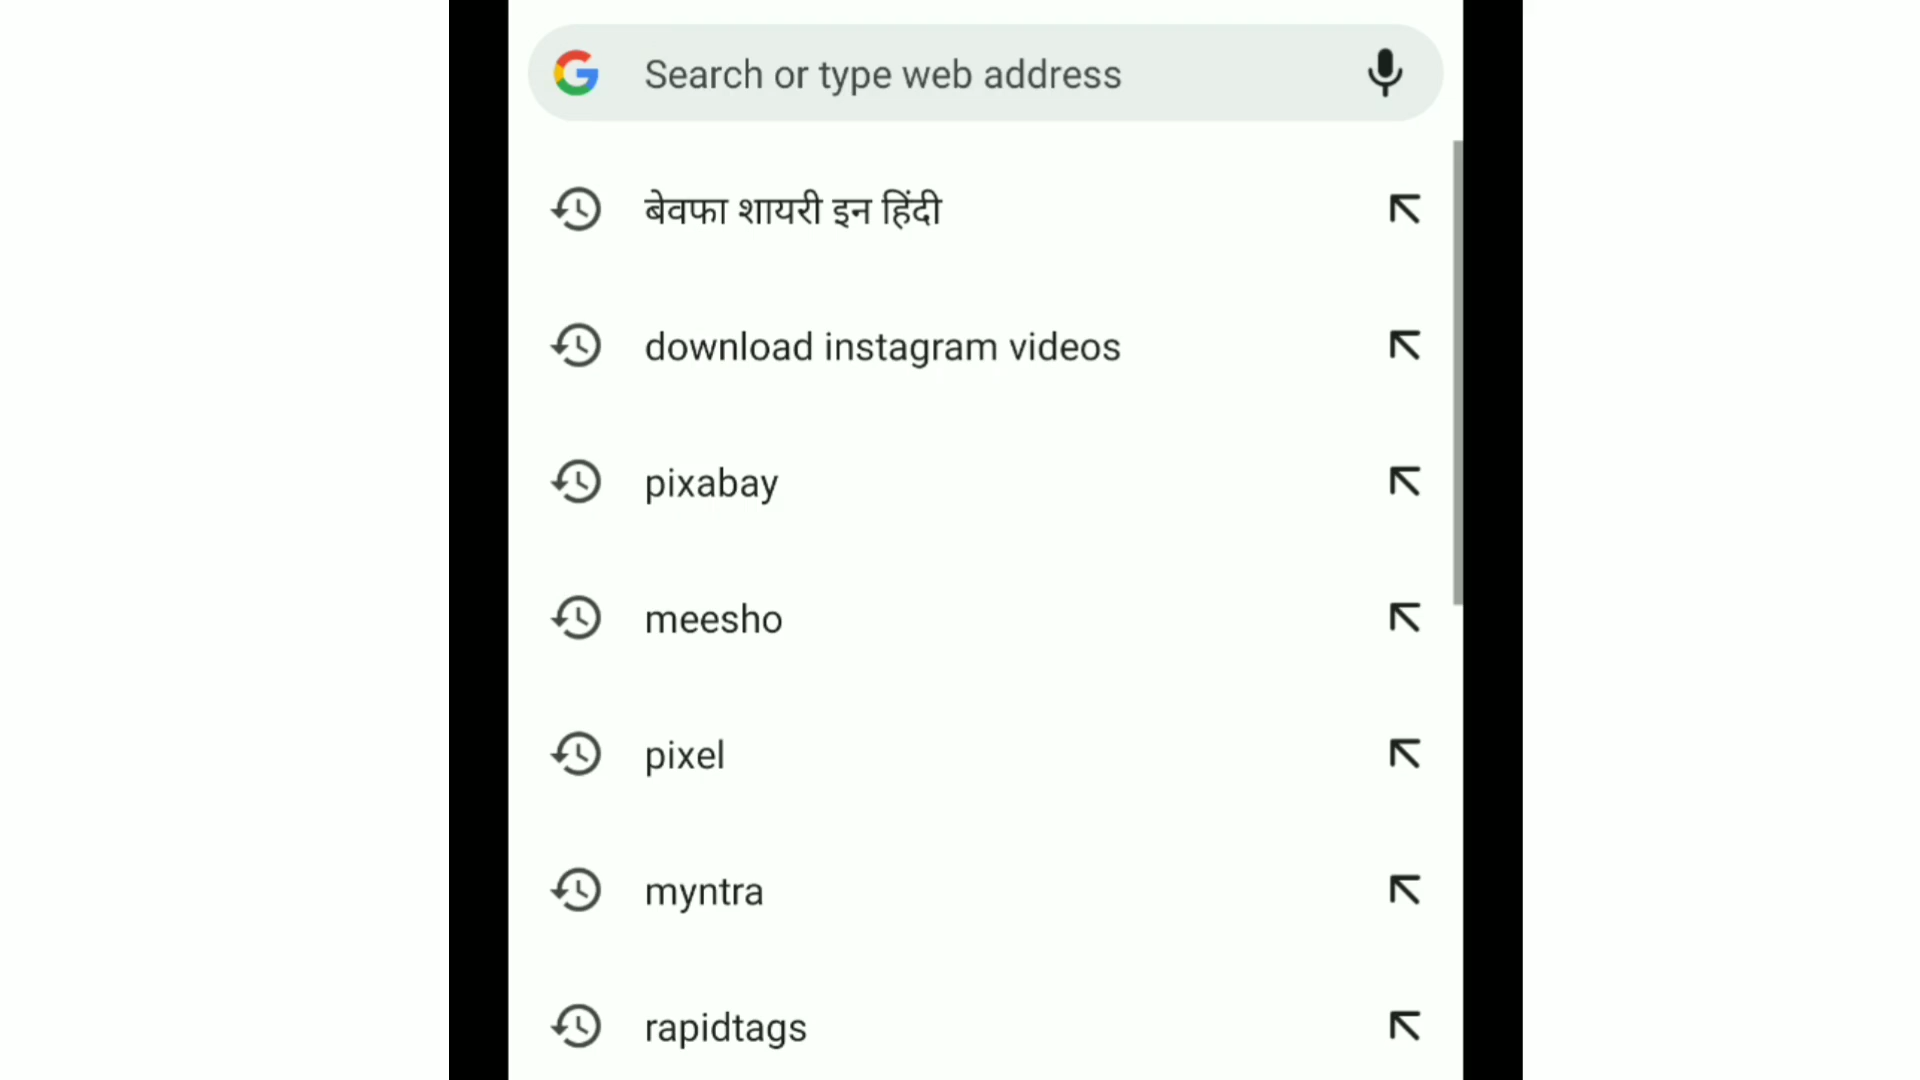 Search or type web address
बेवफा शायरी इन हिंदी
download instagram videos
pixabay
meesho
pixel
myntra
rapidtags